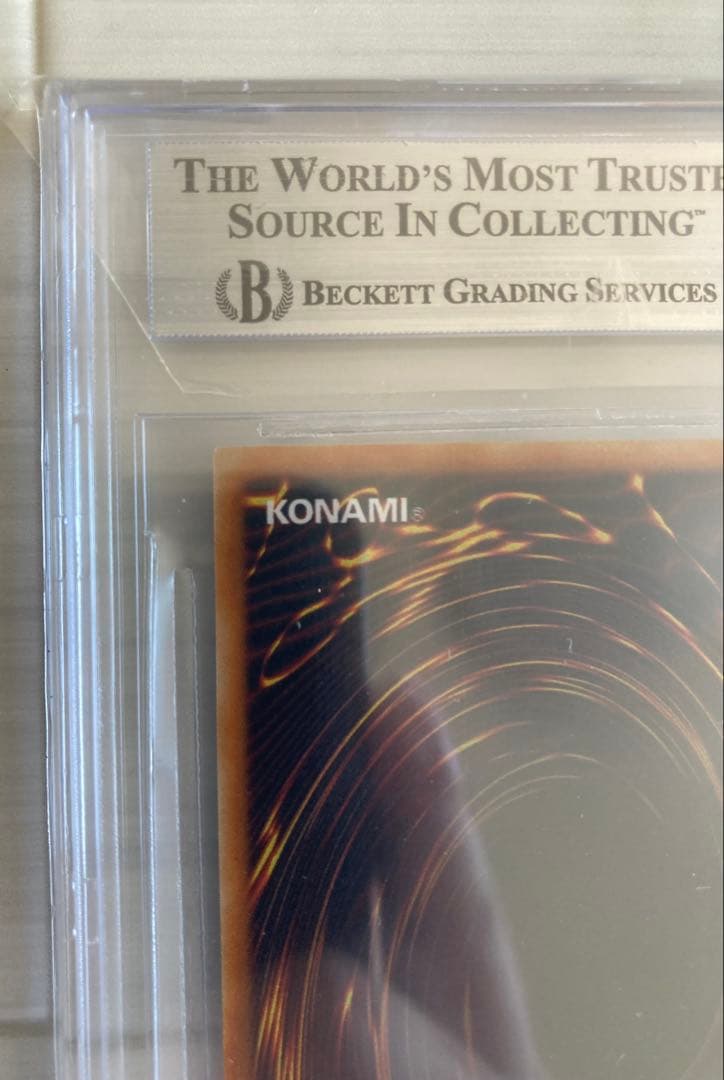 THE WORLD'S MOST TRUSTE
SOURCE IN COLLECTING™
B BECKETT GRADING SERVICES
KONAMI®